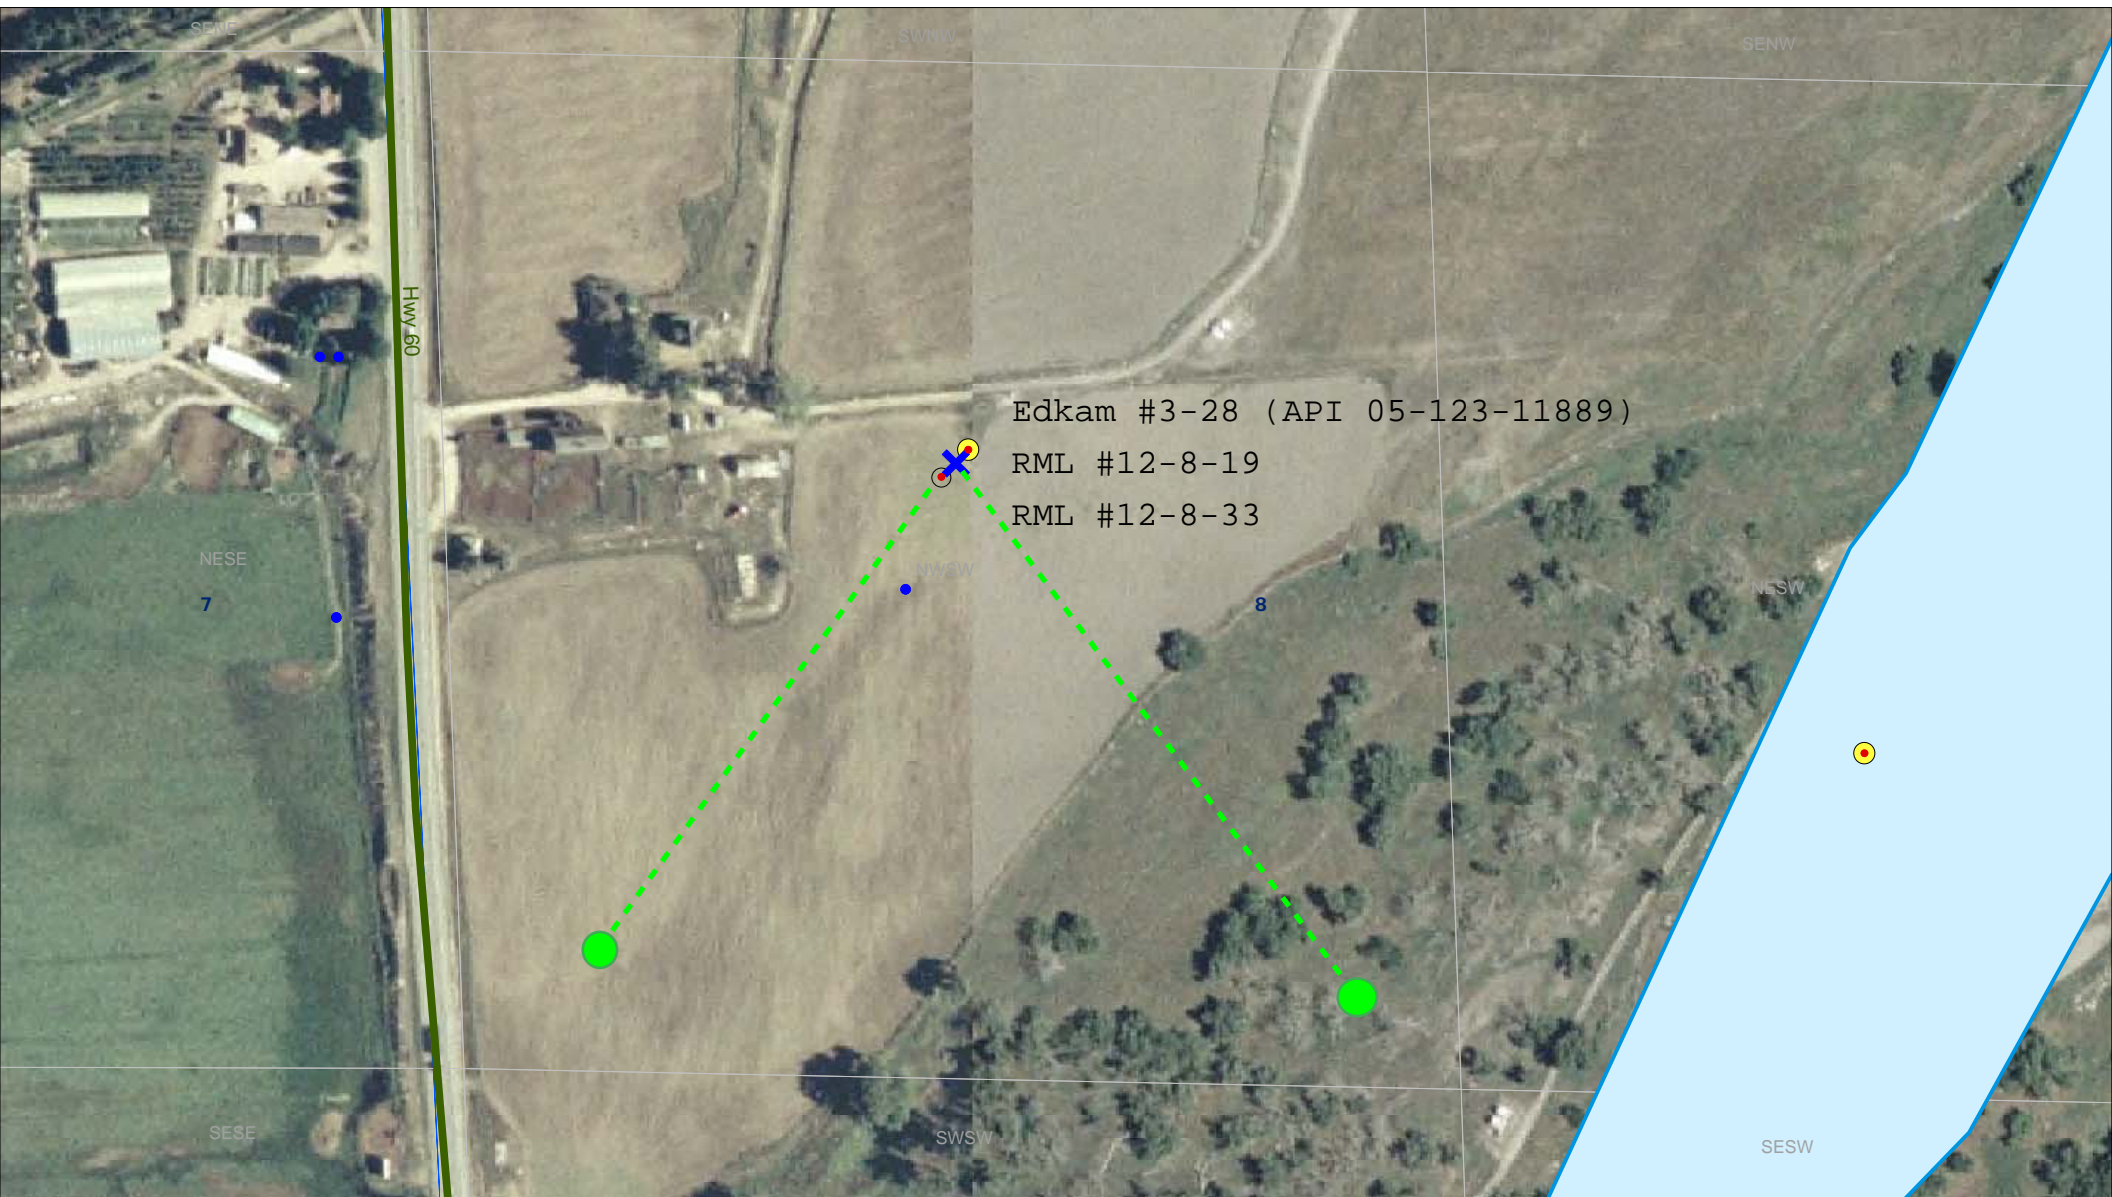 SENE
SWNW
SENW
Hwy 60
Edkam #3-28 (API 05-123-11889)
RML #12-8-19
RML #12-8-33
NESE
NWSW
NESW
7
8
SESE
SWSW
SESW